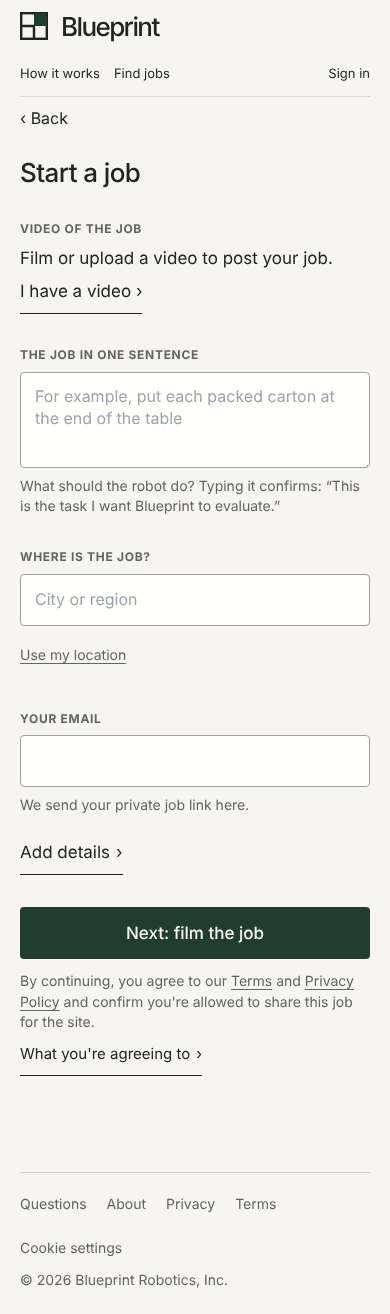 Blueprint
How it works Find jobs Sign in
‹ Back
Start a job
VIDEO OF THE JOB
Film or upload a video to post your job.
I have a video ›
THE JOB IN ONE SENTENCE
For example, put each packed carton at
the end of the table
What should the robot do? Typing it confirms: “This
is the task I want Blueprint to evaluate.”
WHERE IS THE JOB?
City or region
Use my location
YOUR EMAIL
We send your private job link here.
Add details ›
Next: film the job
By continuing, you agree to our Terms and Privacy
Policy and confirm you're allowed to share this job
for the site.
What you're agreeing to ›
Questions About Privacy Terms
Cookie settings
© 2026 Blueprint Robotics, Inc.